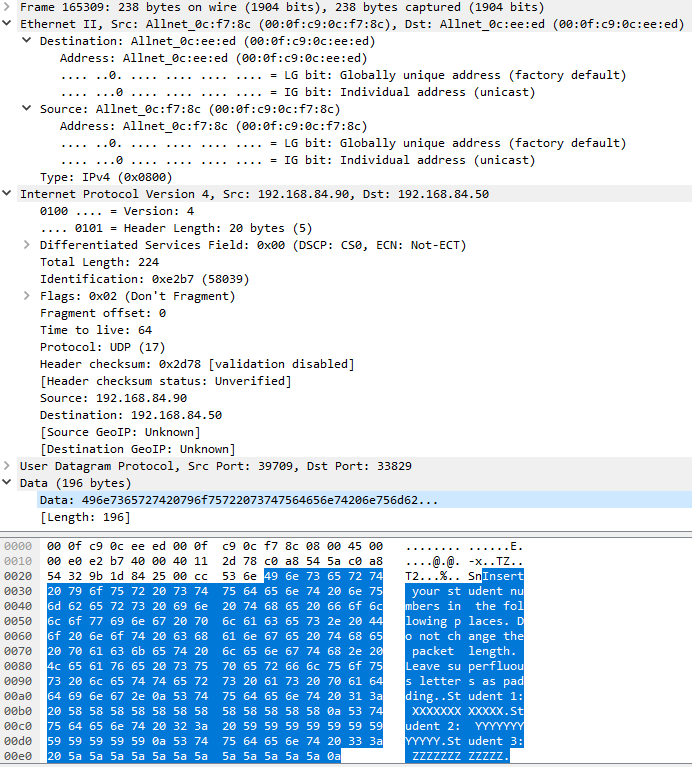 Frame 165309: 238 bytes on wire (1904 bits), 238 bytes captured (1904 bits)
Ethernet II, Src: Allnet_0c:f7:8c (00:0f:c9:0c:f7:8c), Dst: Allnet_0c:ee:ed (00:0f:c9:0c:ee:ed)
Destination: Allnet_0c:ee:ed (00:0f:c9:0c:ee:ed)
Address: Allnet_0c:ee:ed (00:0f:c9:0c:ee:ed)
.... ..0. .... .... .... .... = LG bit: Globally unique address (factory default)
.... ...0 .... .... .... .... = IG bit: Individual address (unicast)
Source: Allnet_0c:f7:8c (00:0f:c9:0c:f7:8c)
Address: Allnet_0c:f7:8c (00:0f:c9:0c:f7:8c)
.... ..0. .... .... .... .... = LG bit: Globally unique address (factory default)
.... ...0 .... .... .... .... = IG bit: Individual address (unicast)
Type: IPv4 (0x0800)
Internet Protocol Version 4, Src: 192.168.84.90, Dst: 192.168.84.50
0100 .... = Version: 4
.... 0101 = Header Length: 20 bytes (5)
Differentiated Services Field: 0x00 (DSCP: CS0, ECN: Not-ECT)
Total Length: 224
Identification: 0xe2b7 (58039)
Flags: 0x02 (Don't Fragment)
Fragment offset: 0
Time to live: 64
Protocol: UDP (17)
Header checksum: 0x2d78 [validation disabled]
[Header checksum status: Unverified]
Source: 192.168.84.90
Destination: 192.168.84.50
[Source GeoIP: Unknown]
[Destination GeoIP: Unknown]
User Datagram Protocol, Src Port: 39709, Dst Port: 33829
Data (196 bytes)
Data: 496e7365727420796f75722073747564656e74206e756d62...
[Length: 196]
0000 00 0f c9 0c ee ed 00 0f c9 0c f7 8c 08 00 45 00 ........ ......E.
0010 00 e0 e2 b7 40 00 40 11 2d 78 c0 a8 54 5a c0 a8 ....@.@. -x..TZ..
0020 54 32 9b 1d 84 25 00 cc 53 6e 49 6e 73 65 72 74 T2...%.. SnInsert
0030 20 79 6f 75 72 20 73 74 75 64 65 6e 74 20 6e 75 your st udent nu
0040 6d 62 65 72 73 20 69 6e 20 74 68 65 20 66 6f 6c mbers in the fol
0050 6c 6f 77 69 6e 67 20 70 6c 61 63 65 73 2e 20 44 lowing p laces. D
0060 6f 20 6e 6f 74 20 63 68 61 6e 67 65 20 74 68 65 o not ch ange the
0070 20 70 61 63 6b 65 74 20 6c 65 6e 67 74 68 2e 20 packet length.
0080 4c 65 61 76 65 20 73 75 70 65 72 66 6c 75 6f 75 Leave su perfluou
0090 73 20 6c 65 74 74 65 72 73 20 61 73 20 70 61 64 s letter s as pad
00a0 64 69 6e 67 2e 0a 53 74 75 64 65 6e 74 20 31 3a ding..St udent 1:
00b0 20 58 58 58 58 58 58 58 58 58 58 58 58 0a 53 74 XXXXXXX XXXXX.St
00c0 75 64 65 6e 74 20 32 3a 20 59 59 59 59 59 59 59 udent 2: YYYYYYY
00d0 59 59 59 59 59 0a 53 74 75 64 65 6e 74 20 33 3a YYYYY.St udent 3:
00e0 20 5a 5a 5a 5a 5a 5a 5a 5a 5a 5a 5a 5a 0a ZZZZZZZ ZZZZZ.